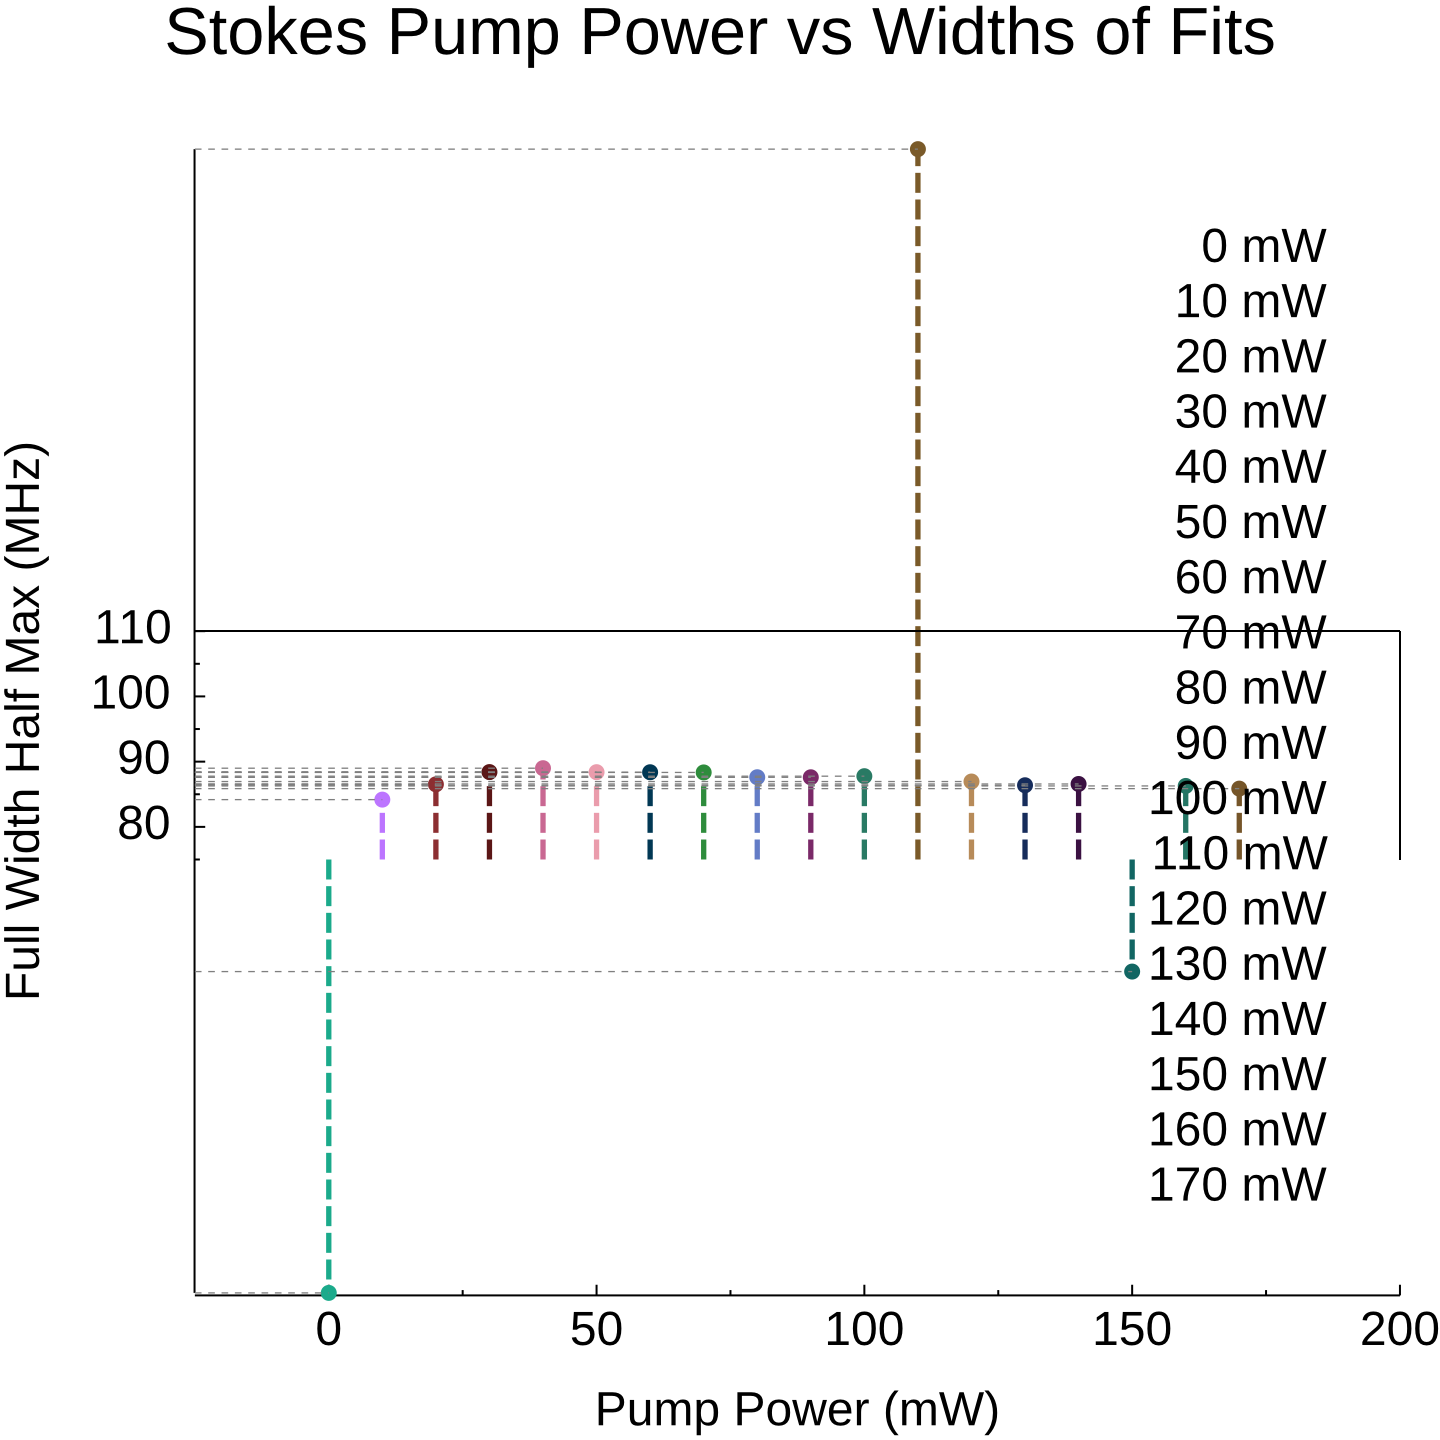 Stokes Pump Power vs Widths of Fits
0 mW
10 mW
20 mW
30 mW
40 mW
50 mW
60 mW
70 mW
80 mW
90 mW
100 mW
110 mW
120 mW
130 mW
140 mW
150 mW
160 mW
170 mW
Full Width Half Max (MHz)
110
100
90
80
0 50 100 150 200
Pump Power (mW)